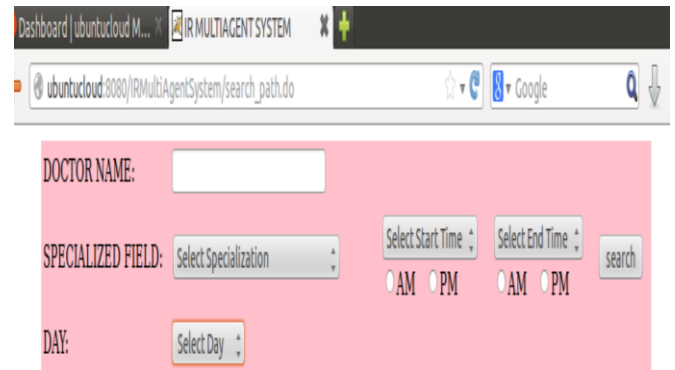 Dashboard | ubuntucloud M... IR MULTIAGENT SYSTEM
ubuntucloud:8080/IRMultiAgentSystem/search_path.do Google
DOCTOR NAME:
SPECIALIZED FIELD: Select Specialization Select Start Time Select End Time search
AM PM AM PM
DAY: Select Day